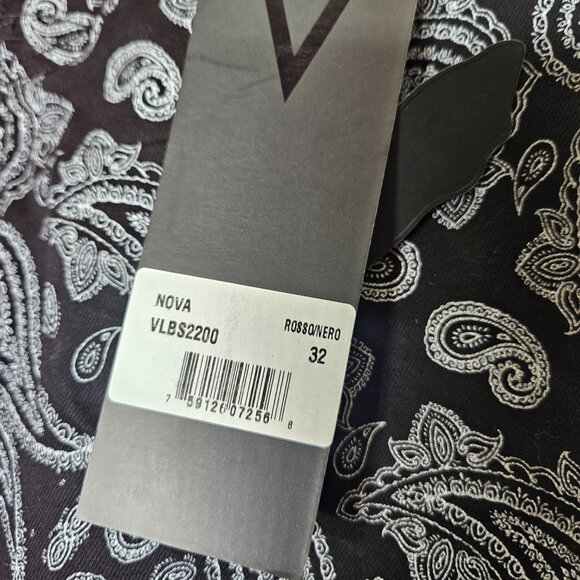 V
NOVA
VLBS2200
ROSSO/NERO
32
7 59126 07256 8